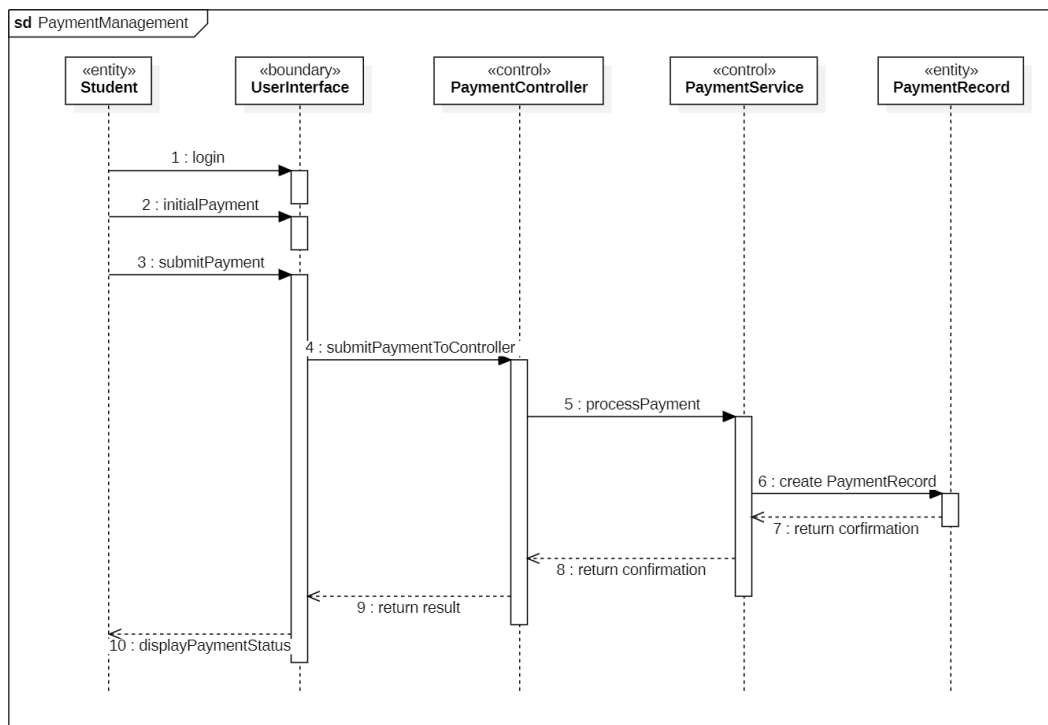 sd PaymentManagement
«entity»
Student
«boundary»
UserInterface
«control»
PaymentController
«control»
PaymentService
«entity»
PaymentRecord
1 : login
2 : initialPayment
3 : submitPayment
4 : submitPaymentToController
5 : processPayment
6 : create PaymentRecord
7 : return corfirmation
8 : return confirmation
9 : return result
10 : displayPaymentStatus